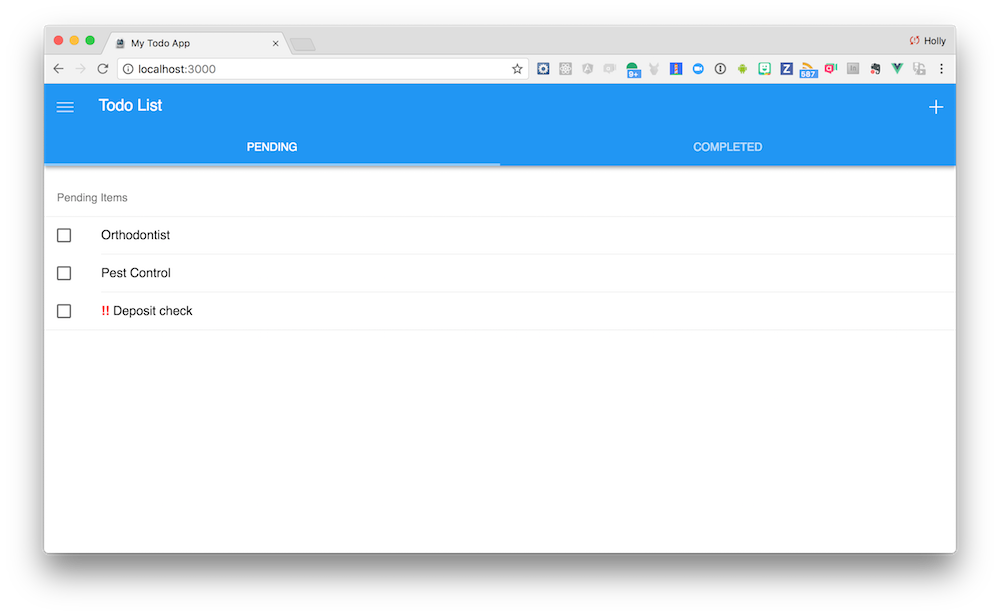 My Todo App
Holly
localhost:3000
9+
587
Todo List
PENDING
COMPLETED
Pending Items
Orthodontist
Pest Control
!! Deposit check